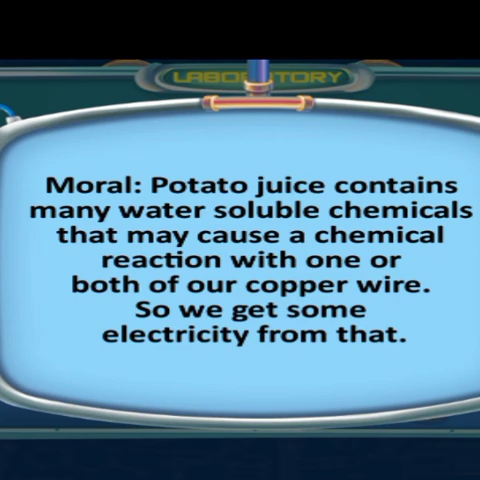 LABORATORY
Moral: Potato juice contains
many water soluble chemicals
that may cause a chemical
reaction with one or
both of our copper wire.
So we get some
electricity from that.